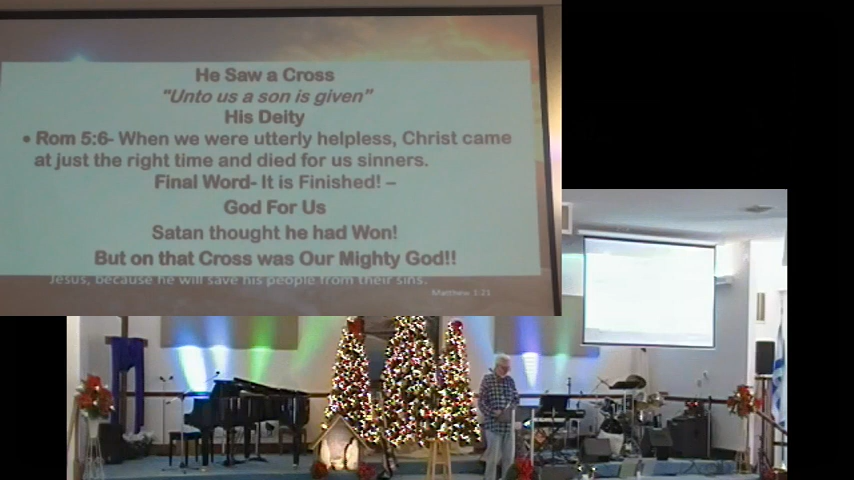 He Saw a Cross
"Unto us a son is given"
His Deity
• Rom 5:6- When we were utterly helpless, Christ came
at just the right time and died for us sinners.
Final Word- It is Finished! –
God For Us
Satan thought he had Won!
But on that Cross was Our Mighty God!!
Jesus, because he will save his people from their sins.
Matthew 1:21